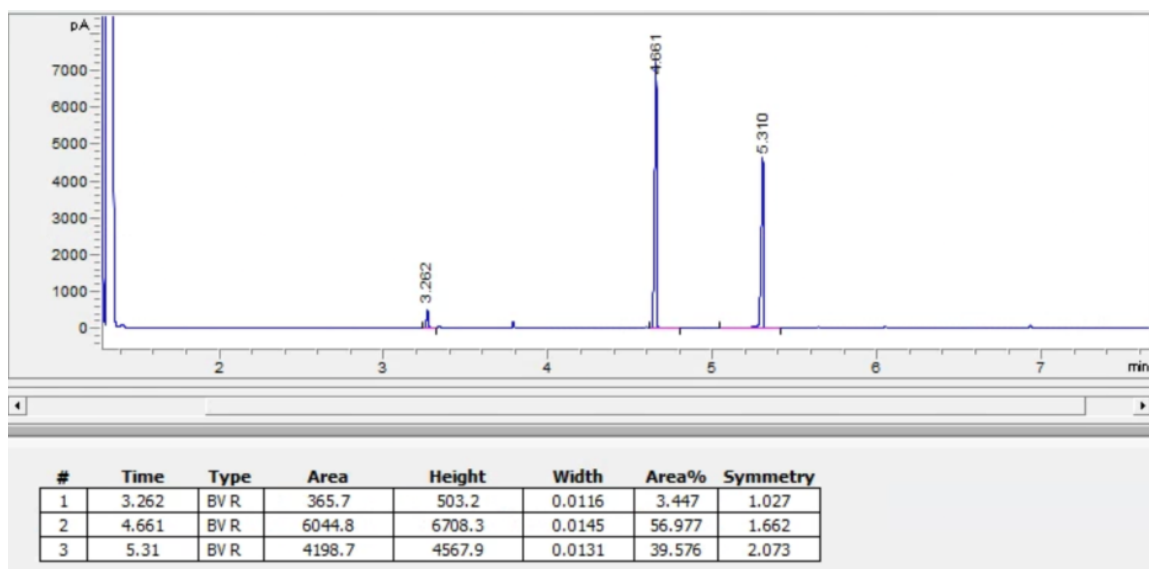 pA
7000
6000
5000
4000
3000
2000
1000
0
3.262
4.661
5.310
2 3 4 5 6 7 min
# Time Type Area Height Width Area% Symmetry
1 3.262 BV R 365.7 503.2 0.0116 3.447 1.027
2 4.661 BV R 6044.8 6708.3 0.0145 56.977 1.662
3 5.31 BV R 4198.7 4567.9 0.0131 39.576 2.073